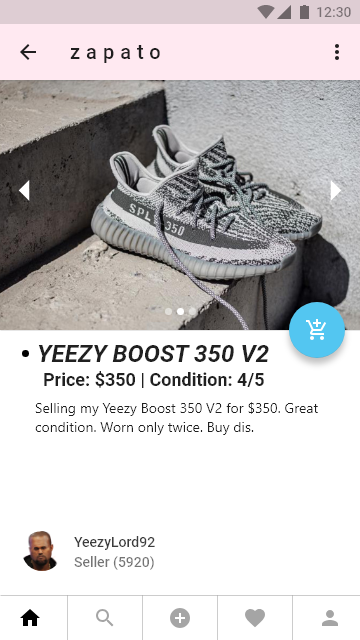 12:30
zapato
SPLY 350
YEEZY BOOST 350 V2
Price: $350 | Condition: 4/5
Selling my Yeezy Boost 350 V2 for $350. Great
condition. Worn only twice. Buy dis.
YeezyLord92
Seller (5920)